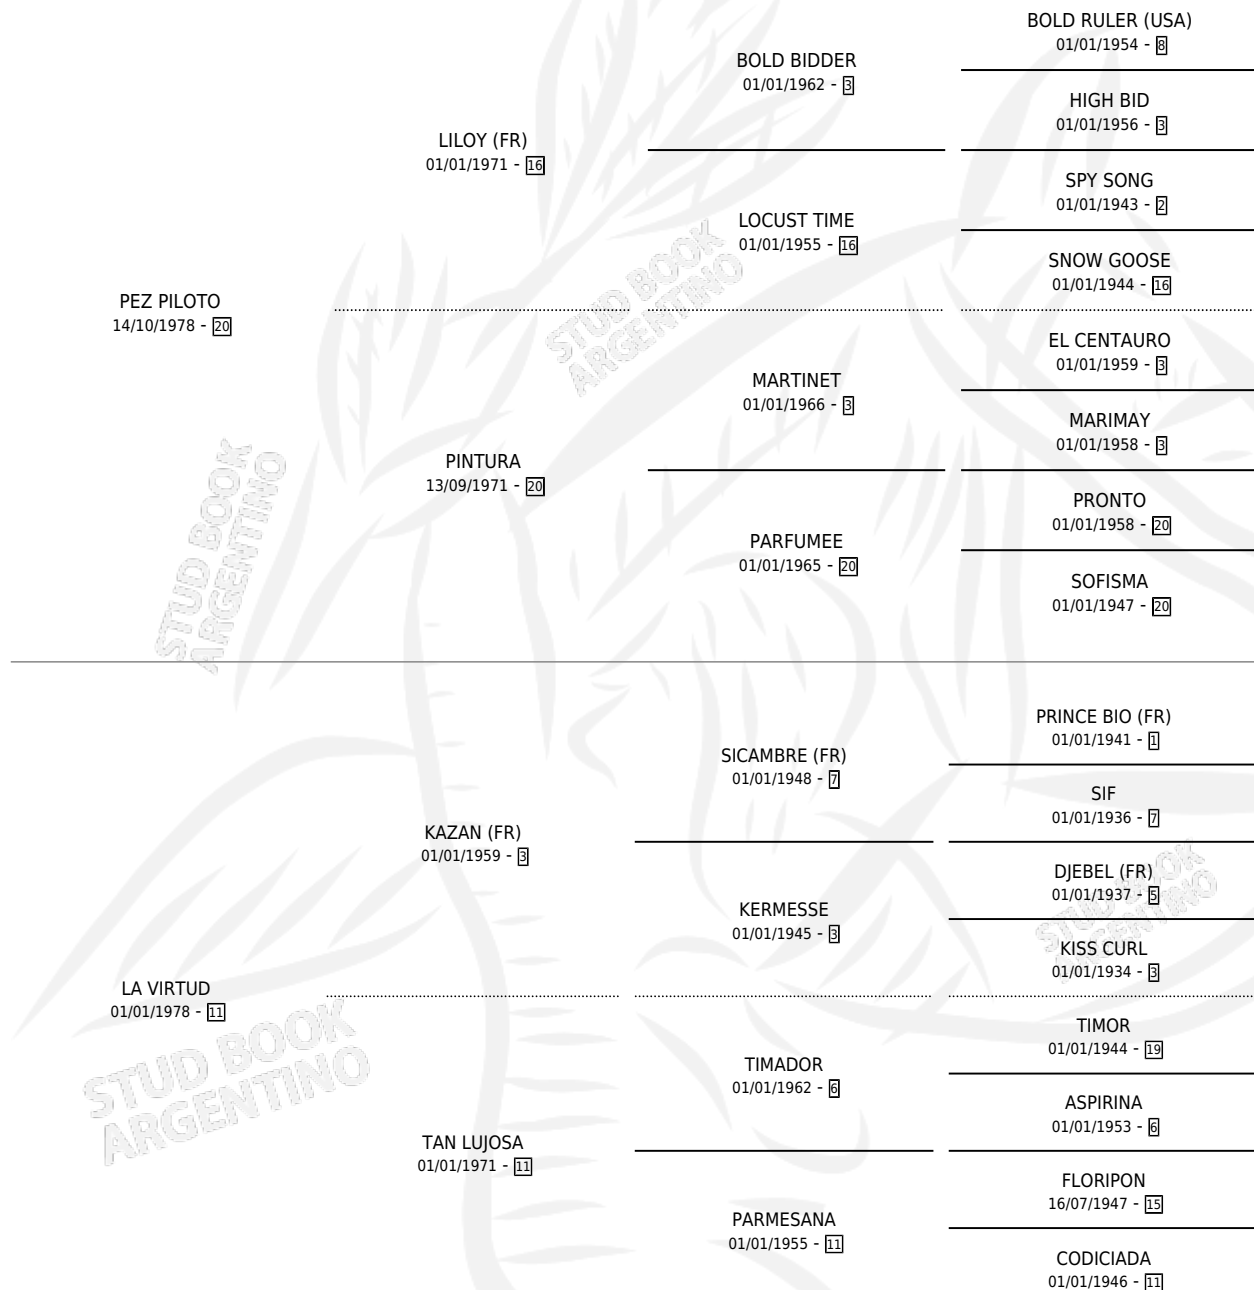 BOLD RULER (USA)
01/01/1954 - 8
BOLD BIDDER
01/01/1962 - 3
HIGH BID
01/01/1956 - 3
LILOY (FR)
01/01/1971 - 16
SPY SONG
01/01/1943 - 2
LOCUST TIME
01/01/1955 - 16
SNOW GOOSE
01/01/1944 - 16
PEZ PILOTO
14/10/1978 - 20
EL CENTAURO
01/01/1959 - 3
MARTINET
01/01/1966 - 3
MARIMAY
01/01/1958 - 3
PINTURA
13/09/1971 - 20
PRONTO
01/01/1958 - 20
PARFUMEE
01/01/1965 - 20
SOFISMA
01/01/1947 - 20
STUD BOOK
ARGENTINO
STUD BOOK
ARGENTINO
PRINCE BIO (FR)
01/01/1941 - 1
SICAMBRE (FR)
01/01/1948 - 7
SIF
01/01/1936 - 7
KAZAN (FR)
01/01/1959 - 3
DJEBEL (FR)
01/01/1937 - 5
KERMESSE
01/01/1945 - 3
KISS CURL
01/01/1934 - 3
STUD BOOK
ARGENTINO
LA VIRTUD
01/01/1978 - 11
TIMOR
01/01/1944 - 19
TIMADOR
01/01/1962 - 6
ASPIRINA
01/01/1953 - 6
TAN LUJOSA
01/01/1971 - 11
FLORIPON
16/07/1947 - 15
PARMESANA
01/01/1955 - 11
CODICIADA
01/01/1946 - 11
STUD BOOK
ARGENTINO